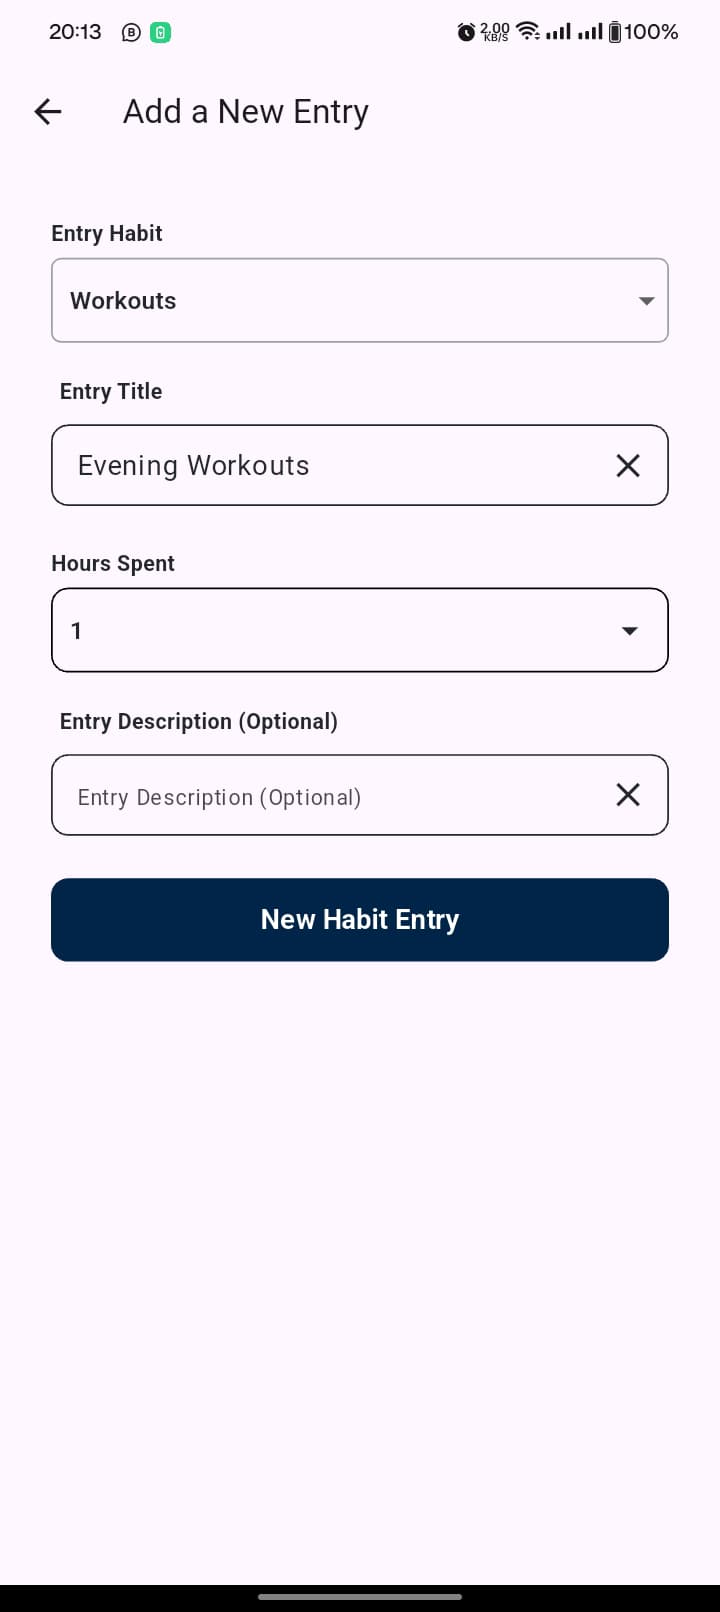 20:13 B 2.00 KB/S 100%
Add a New Entry
Entry Habit
Workouts
Entry Title
Evening Workouts
Hours Spent
1
Entry Description (Optional)
Entry Description (Optional)
New Habit Entry